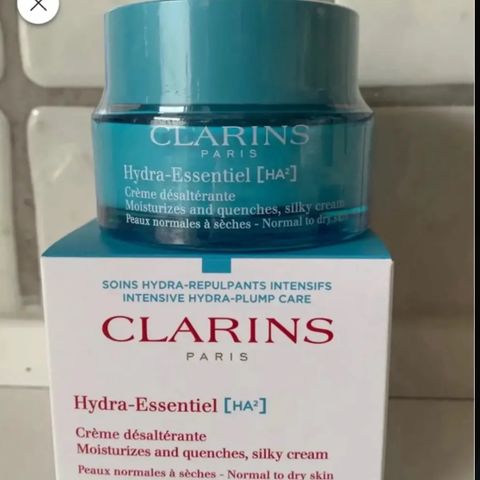 CLARINS
PARIS
Hydra-Essentiel [HA²]
Crème désaltérante
Moisturizes and quenches, silky cream
Peaux normales à sèches - Normal to dry skin
SOINS HYDRA-REPULPANTS INTENSIFS
INTENSIVE HYDRA-PLUMP CARE
CLARINS
PARIS
Hydra-Essentiel [HA²]
Crème désaltérante
Moisturizes and quenches, silky cream
Peaux normales à sèches - Normal to dry skin